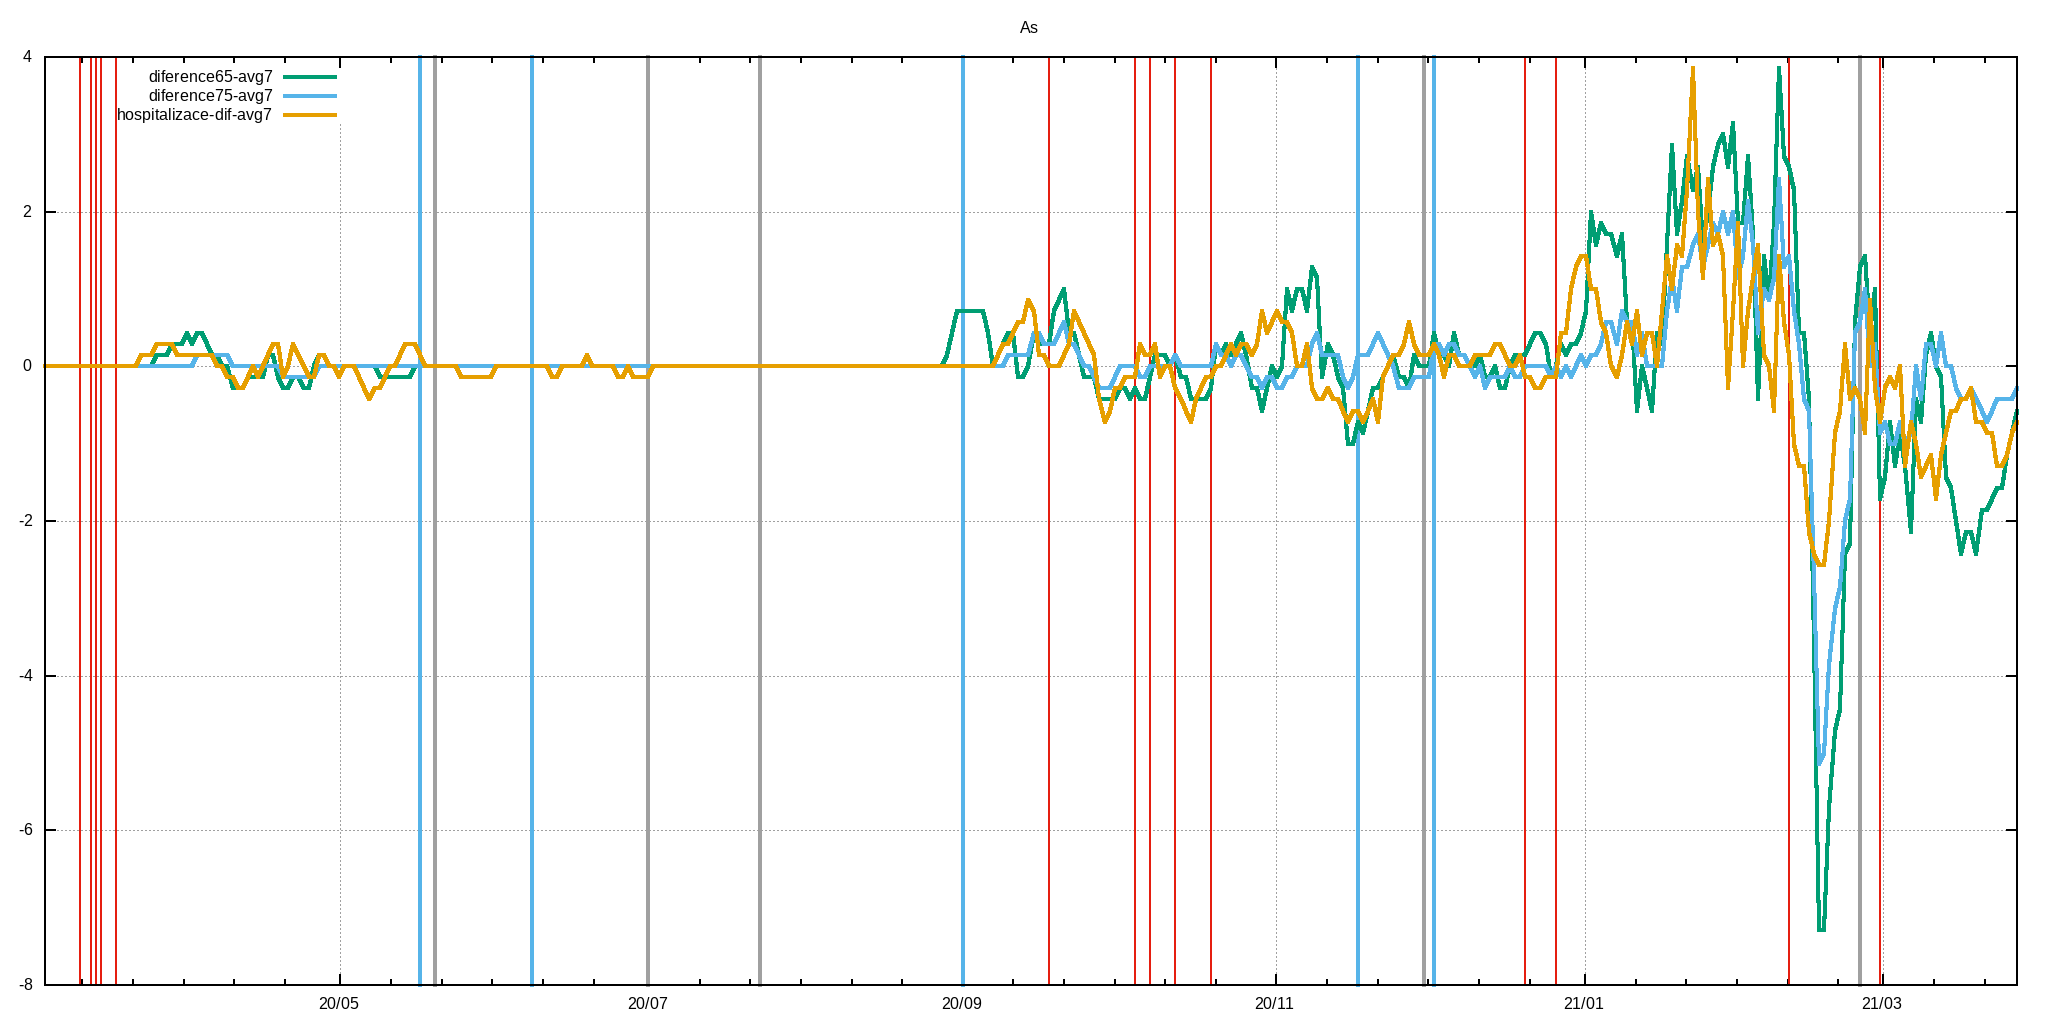 As
4
diference65-avg7
diference75-avg7
hospitalizace-dif-avg7
2
0
-2
-4
-6
-8
20/05 20/07 20/09 20/11 21/01 21/03